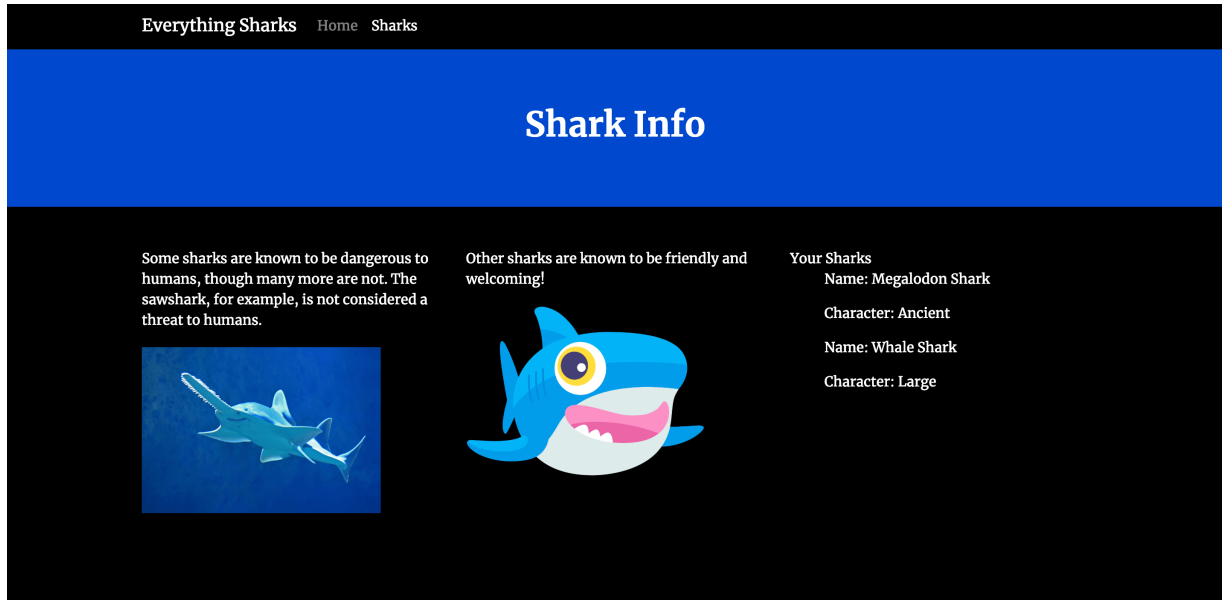 Everything Sharks Home Sharks
Shark Info
Some sharks are known to be dangerous to
humans, though many more are not. The
sawshark, for example, is not considered a
threat to humans.
Other sharks are known to be friendly and
welcoming!
Your Sharks
Name: Megalodon Shark
Character: Ancient
Name: Whale Shark
Character: Large